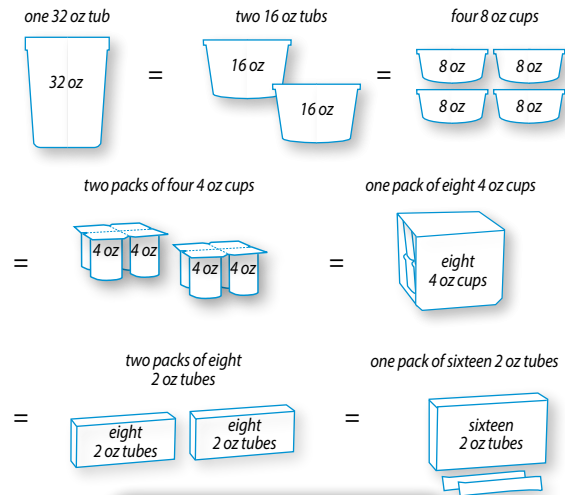 one 32 oz tub
two 16 oz tubs
four 8 oz cups
32 oz
=
16 oz
16 oz
=
8 oz
8 oz
8 oz
8 oz
two packs of four 4 oz cups
one pack of eight 4 oz cups
=
4 oz
4 oz
4 oz
4 oz
=
eight
4 oz cups
two packs of eight
2 oz tubes
one pack of sixteen 2 oz tubes
=
eight
2 oz tubes
eight
2 oz tubes
=
sixteen
2 oz tubes